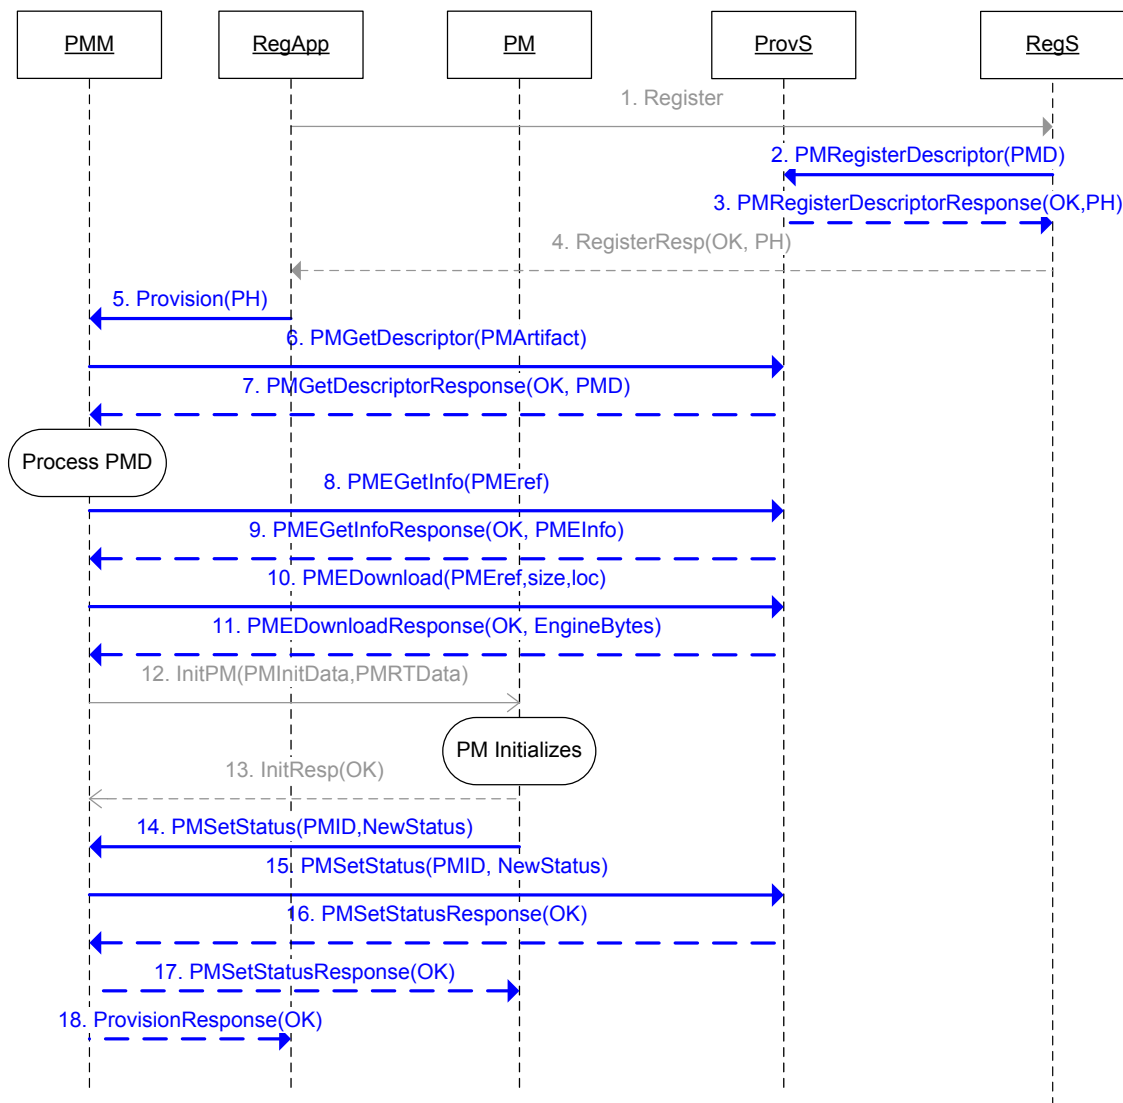 PMM
RegApp
PM
ProvS
RegS
1. Register
2. PMRegisterDescriptor(PMD)
3. PMRegisterDescriptorResponse(OK,PH)
4. RegisterResp(OK, PH)
5. Provision(PH)
6. PMGetDescriptor(PMArtifact)
7. PMGetDescriptorResponse(OK, PMD)
Process PMD
8. PMEGetInfo(PMEref)
9. PMEGetInfoResponse(OK, PMEInfo)
10. PMEDownload(PMEref,size,loc)
11. PMEDownloadResponse(OK, EngineBytes)
12. InitPM(PMInitData,PMRTData)
PM Initializes
13. InitResp(OK)
14. PMSetStatus(PMID,NewStatus)
15. PMSetStatus(PMID, NewStatus)
16. PMSetStatusResponse(OK)
17. PMSetStatusResponse(OK)
18. ProvisionResponse(OK)